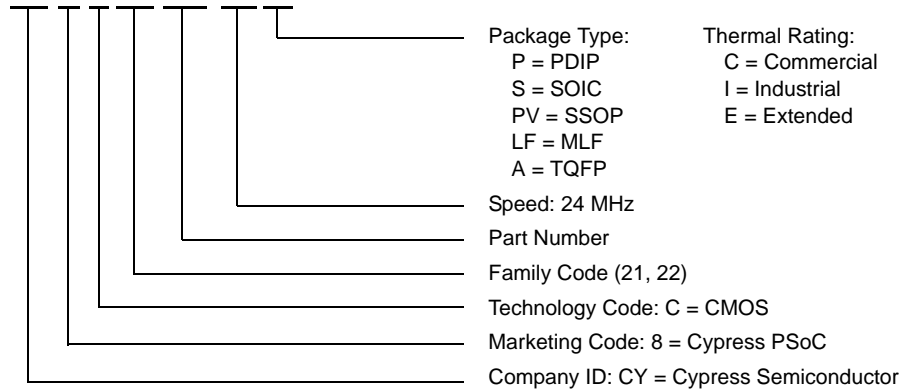 Package Type: Thermal Rating:
P = PDIP C = Commercial
S = SOIC I = Industrial
PV = SSOP E = Extended
LF = MLF
A = TQFP
Speed: 24 MHz
Part Number
Family Code (21, 22)
Technology Code: C = CMOS
Marketing Code: 8 = Cypress PSoC
Company ID: CY = Cypress Semiconductor